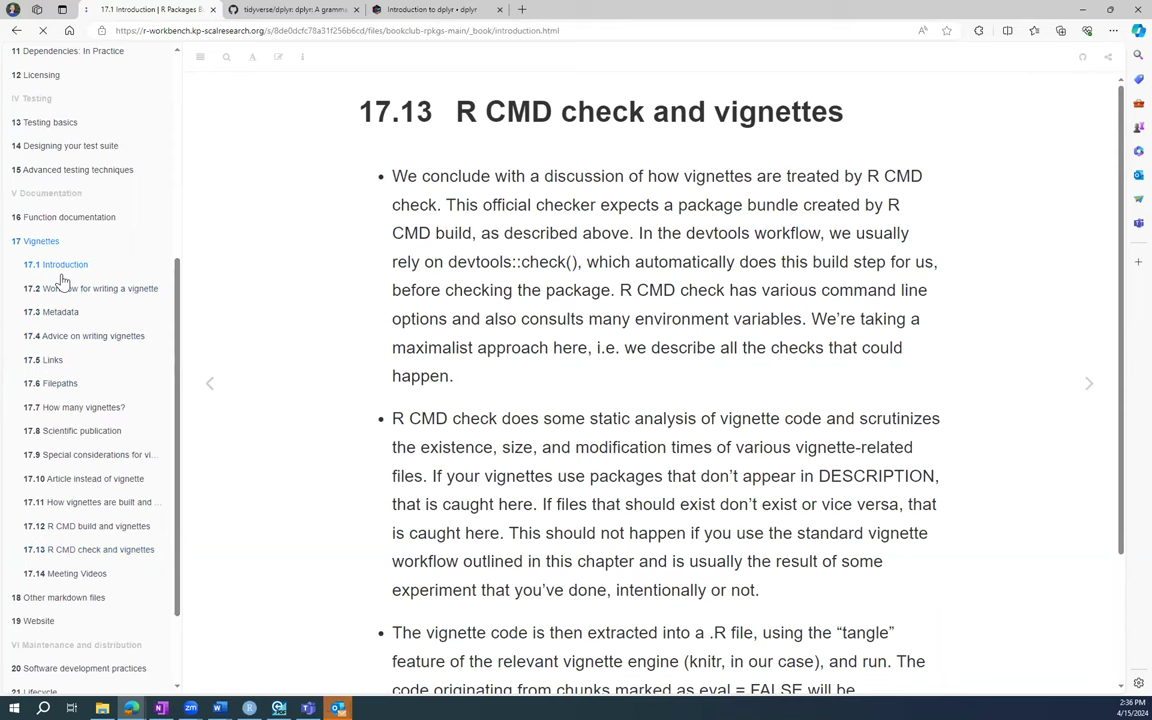 17.1 Introduction | R Packages B
tidyverse/dplyr: dplyr: A gramma
Introduction to dplyr • dplyr
https://r-workbench.kp-scalresearch.org/s/8de0dcfc78a31f256b6cd/files/bookclub-rpkgs-main/_book/introduction.html
11 Dependencies: In Practice
12 Licensing
IV Testing
13 Testing basics
14 Designing your test suite
15 Advanced testing techniques
V Documentation
16 Function documentation
17 Vignettes
17.1 Introduction
17.2 Workflow for writing a vignette
17.3 Metadata
17.4 Advice on writing vignettes
17.5 Links
17.6 Filepaths
17.7 How many vignettes?
17.8 Scientific publication
17.9 Special considerations for vi...
17.10 Article instead of vignette
17.11 How vignettes are built and ...
17.12 R CMD build and vignettes
17.13 R CMD check and vignettes
17.14 Meeting Videos
18 Other markdown files
19 Website
VI Maintenance and distribution
20 Software development practices
21 Lifecycle
17.13 R CMD check and vignettes
• We conclude with a discussion of how vignettes are treated by R CMD
check. This official checker expects a package bundle created by R
CMD build, as described above. In the devtools workflow, we usually
rely on devtools::check(), which automatically does this build step for us,
before checking the package. R CMD check has various command line
options and also consults many environment variables. We’re taking a
maximalist approach here, i.e. we describe all the checks that could
happen.
• R CMD check does some static analysis of vignette code and scrutinizes
the existence, size, and modification times of various vignette-related
files. If your vignettes use packages that don’t appear in DESCRIPTION,
that is caught here. If files that should exist don’t exist or vice versa, that
is caught here. This should not happen if you use the standard vignette
workflow outlined in this chapter and is usually the result of some
experiment that you’ve done, intentionally or not.
• The vignette code is then extracted into a .R file, using the “tangle”
feature of the relevant vignette engine (knitr, in our case), and run. The
code originating from chunks marked as eval = FALSE will be
2:36 PM
4/15/2024